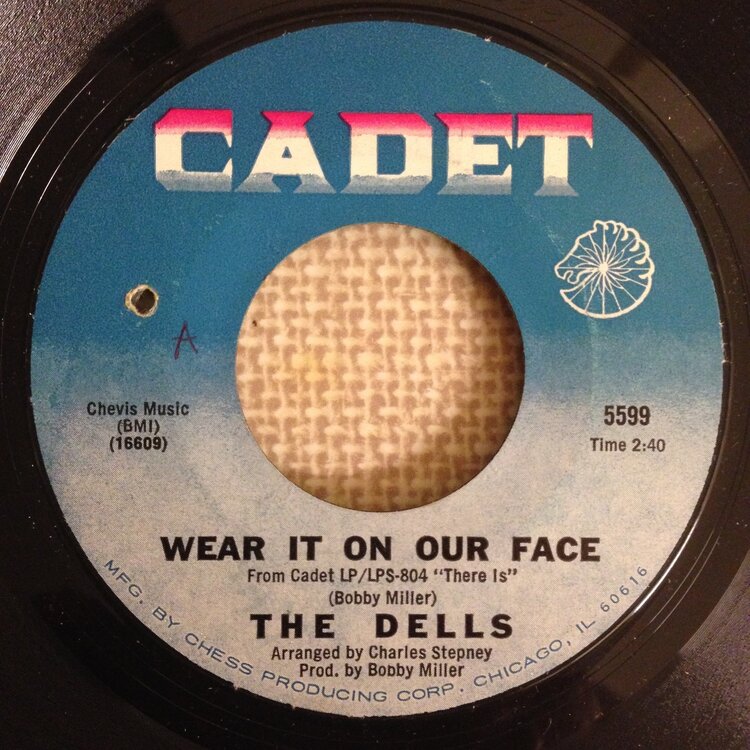 CADET
A
Chevis Music
(BMI)
(16609)
5599
Time 2:40
WEAR IT ON OUR FACE
From Cadet LP/LPS-804 "There Is"
(Bobby Miller)
THE DELLS
Arranged by Charles Stepney
Prod. by Bobby Miller
MFG. BY CHESS PRODUCING CORP. CHICAGO, IL 60616